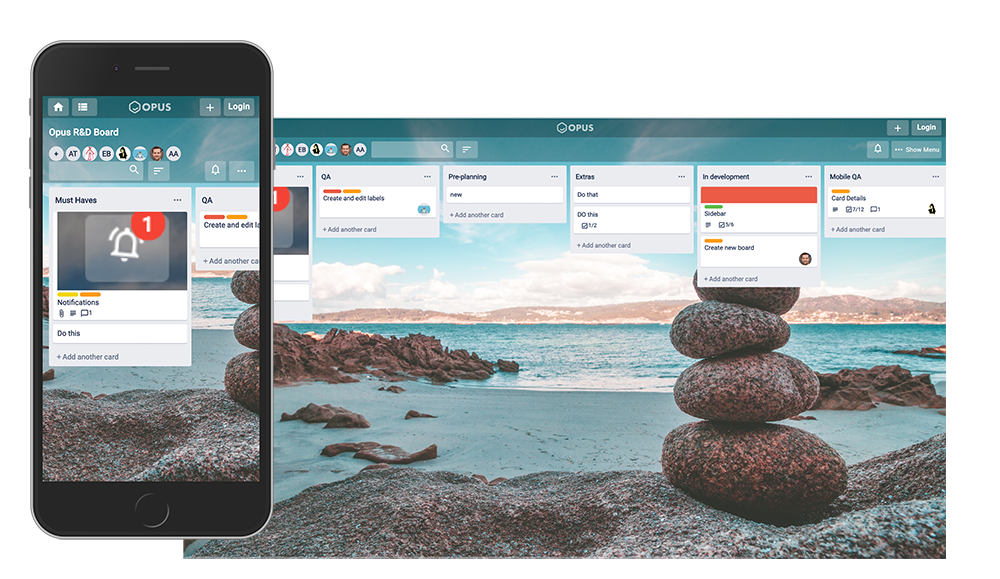 OPUS
+
Login
Opus R&D Board
+ AT EB AA
...
Must Haves ...
1
Notifications
1
Do this
+ Add another card
QA
Create and edit la
+ Add another car
OPUS
+
Login
EB AA
... Show Menu
...
1
QA ...
Create and edit labels
+ Add another card
Pre-planning ...
new
+ Add another card
Extras ...
Do that
DO this
1/2
+ Add another card
In development ...
Sidebar
5/6
Create new board
+ Add another card
Mobile QA ...
Card Details
7/12 1
+ Add another card